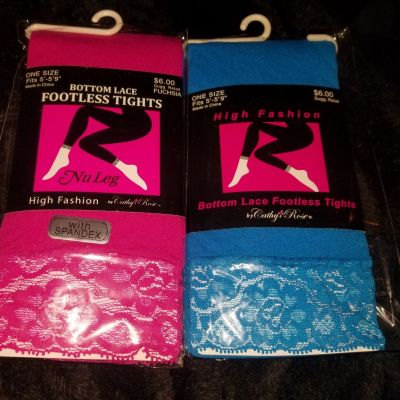 ONE SIZE
Fits 5'-5'9"
Made in China
$6.00
Sugg. Retail
FUCHSIA
BOTTOM LACE
FOOTLESS TIGHTS
Nu Leg
High Fashion by Cathy Rose
with
SPANDEX
ONE SIZE
Fits 5'-5'9"
Made in China
$6.00
Sugg. Retail
High Fashion
Bottom Lace Footless Tights
by Cathy Rose